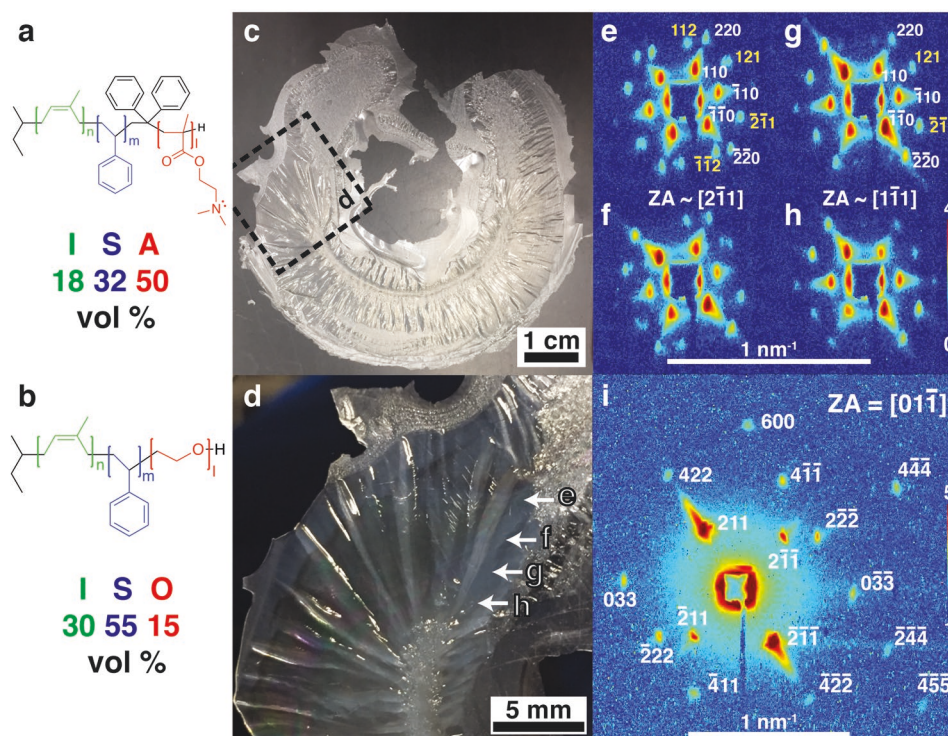 a
n
m
l
H
O
O
N
I S A
18 32 50
vol %
b
n
m
O
l
H
I S O
30 55 15
vol %
c
d
1 cm
d
e
f
g
h
5 mm
e
1̄12
220
121
110
1̄10
1̄1̄0
2̄1̄1
1̄1̄2
2̄2̄0
g
220
121
110
1̄10
1̄1̄0
2̄2̄0
f
ZA ~ [21̄1]
h
ZA ~ [11̄1]
1 nm⁻¹
i
ZA = [011̄]
600
422
41̄1̄
44̄4̄
211
22̄2̄
21̄1̄
033
03̄3̄
2̄11
2̄1̄1̄
2̄22
2̄4̄4̄
4̄11
4̄2̄2̄
4̄5̄5̄
1 nm⁻¹